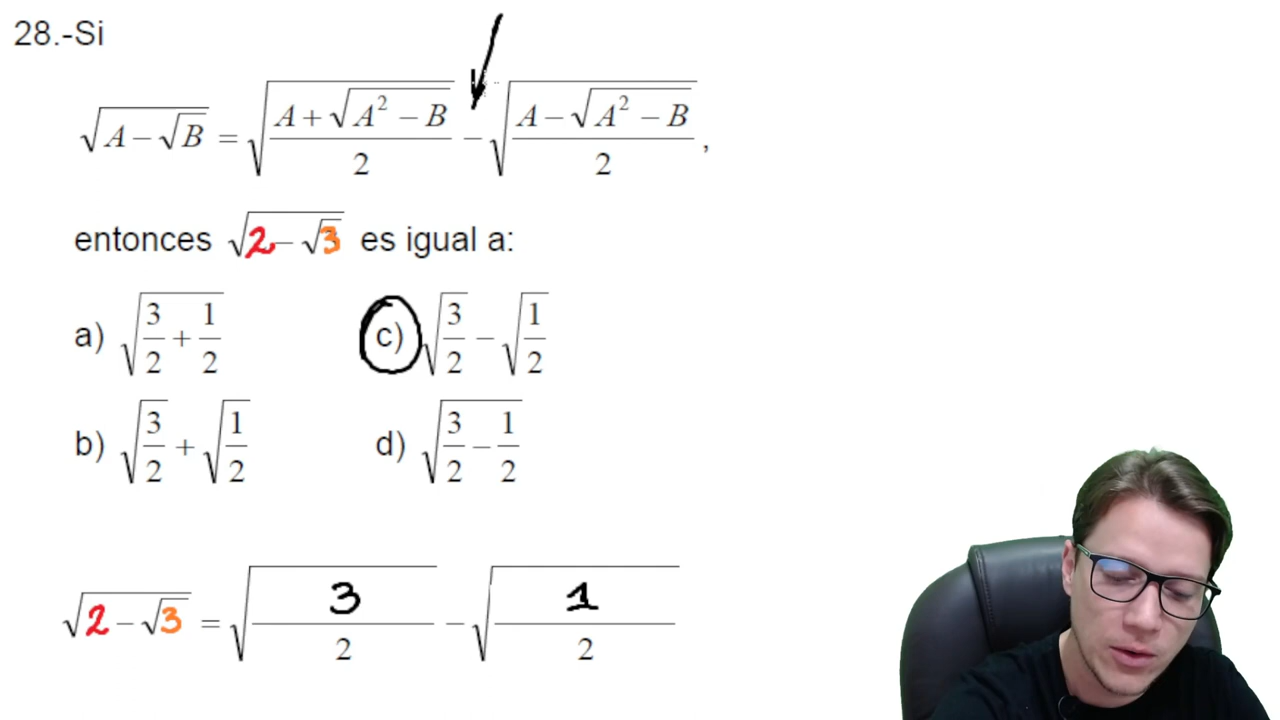 28.-Si
√(A − √B) = √((A + √(A² − B))/2) − √((A − √(A² − B))/2),
entonces √(2 − √3) es igual a:
a) √(3/2 + 1/2) c) √(3/2) − √(1/2)
b) √(3/2) + √(1/2) d) √(3/2 − 1/2)
√(2 − √3) = √(3/2) − √(1/2)